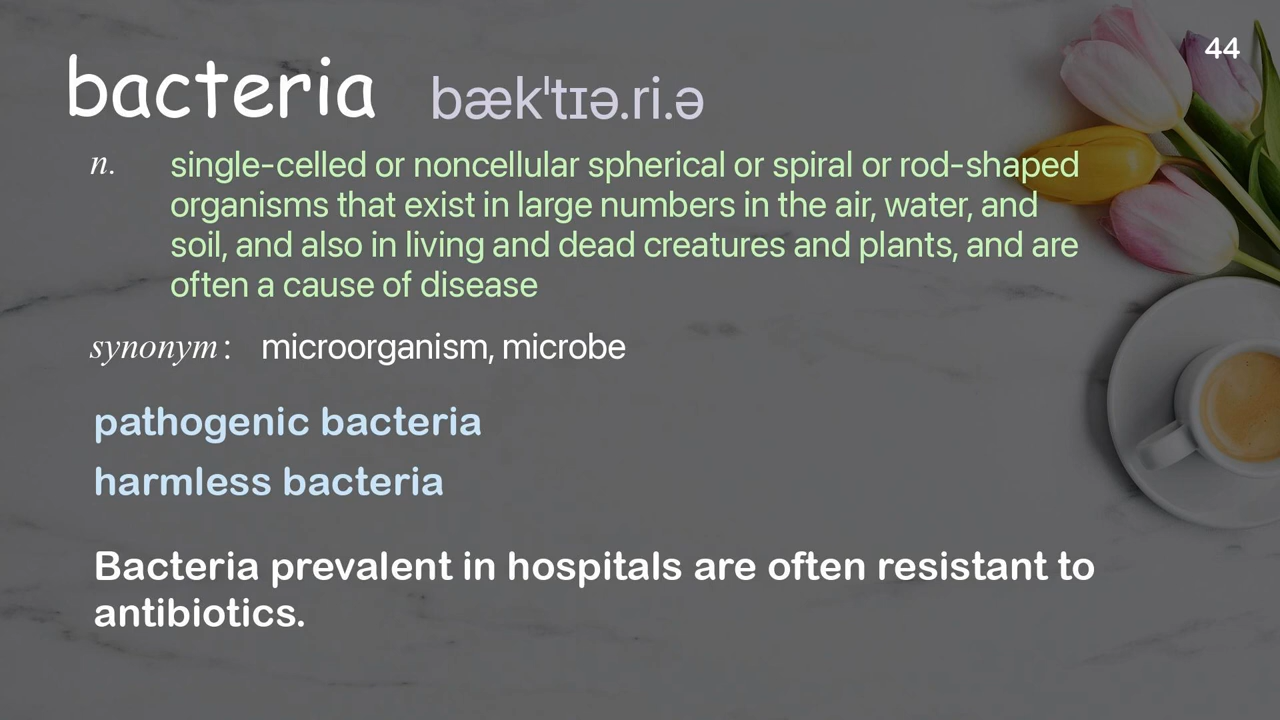 44
bacteria bækˈtɪə.ri.ə
n. single-celled or noncellular spherical or spiral or rod-shaped
organisms that exist in large numbers in the air, water, and
soil, and also in living and dead creatures and plants, and are
often a cause of disease
synonym: microorganism, microbe
pathogenic bacteria
harmless bacteria
Bacteria prevalent in hospitals are often resistant to
antibiotics.